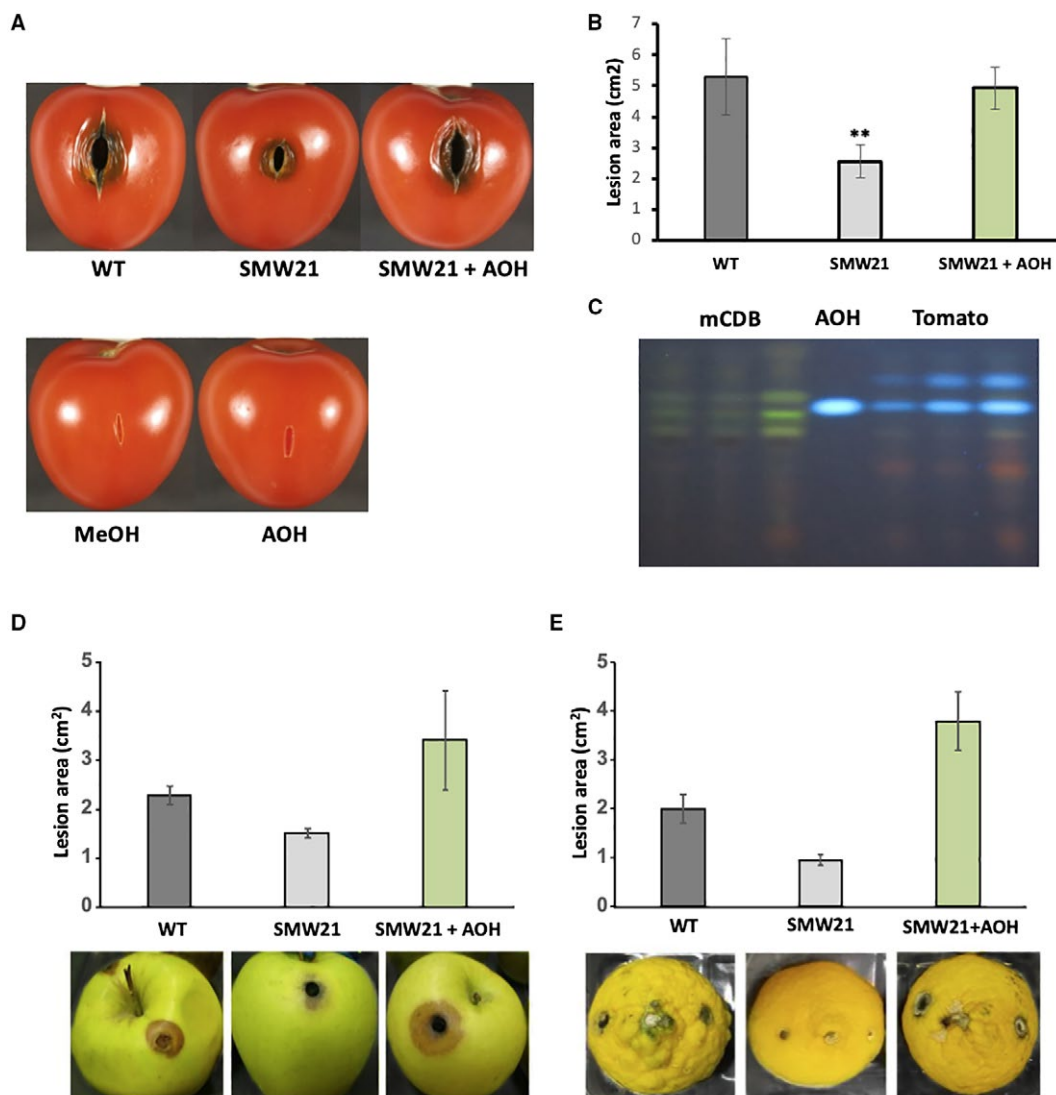 A
WT
SMW21
SMW21 + AOH
MeOH
AOH
B
Lesion area (cm2)
7
6
5
4
3
2
1
0
**
WT
SMW21
SMW21 + AOH
C
mCDB
AOH
Tomato
D
Lesion area (cm²)
5
4
3
2
1
0
WT
SMW21
SMW21 + AOH
E
Lesion area (cm²)
5
4
3
2
1
0
WT
SMW21
SMW21+AOH